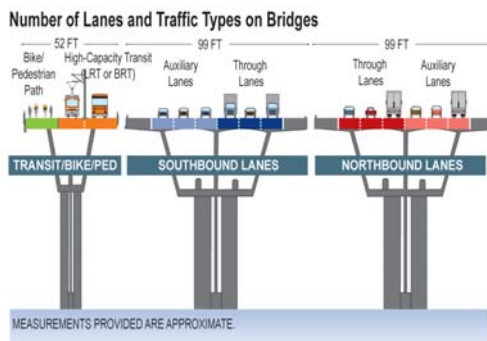 Number of Lanes and Traffic Types on Bridges
52 FT
99 FT
99 FT
Bike/
Pedestrian
Path
High-Capacity Transit
(LRT or BRT)
Auxiliary
Lanes
Through
Lanes
Through
Lanes
Auxiliary
Lanes
TRANSIT/BIKE/PED
SOUTHBOUND LANES
NORTHBOUND LANES
MEASUREMENTS PROVIDED ARE APPROXIMATE.